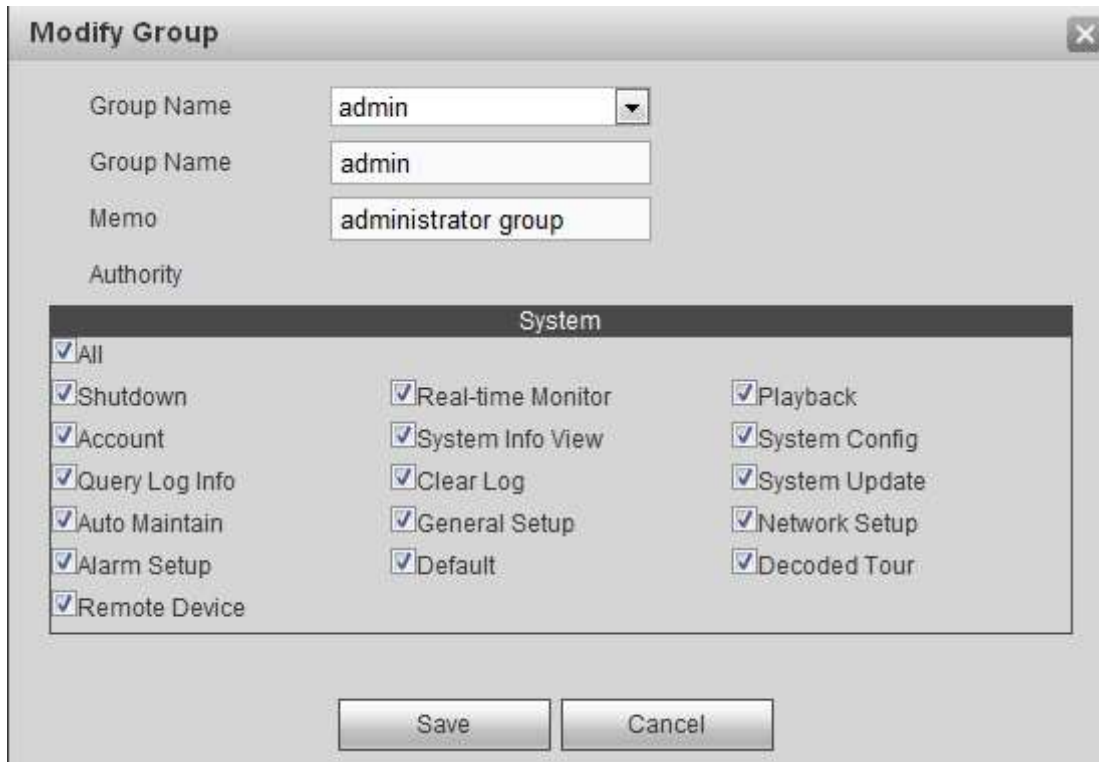 Modify Group
Group Name admin
Group Name admin
Memo administrator group
Authority
System
All
Shutdown Real-time Monitor Playback
Account System Info View System Config
Query Log Info Clear Log System Update
Auto Maintain General Setup Network Setup
Alarm Setup Default Decoded Tour
Remote Device
Save Cancel